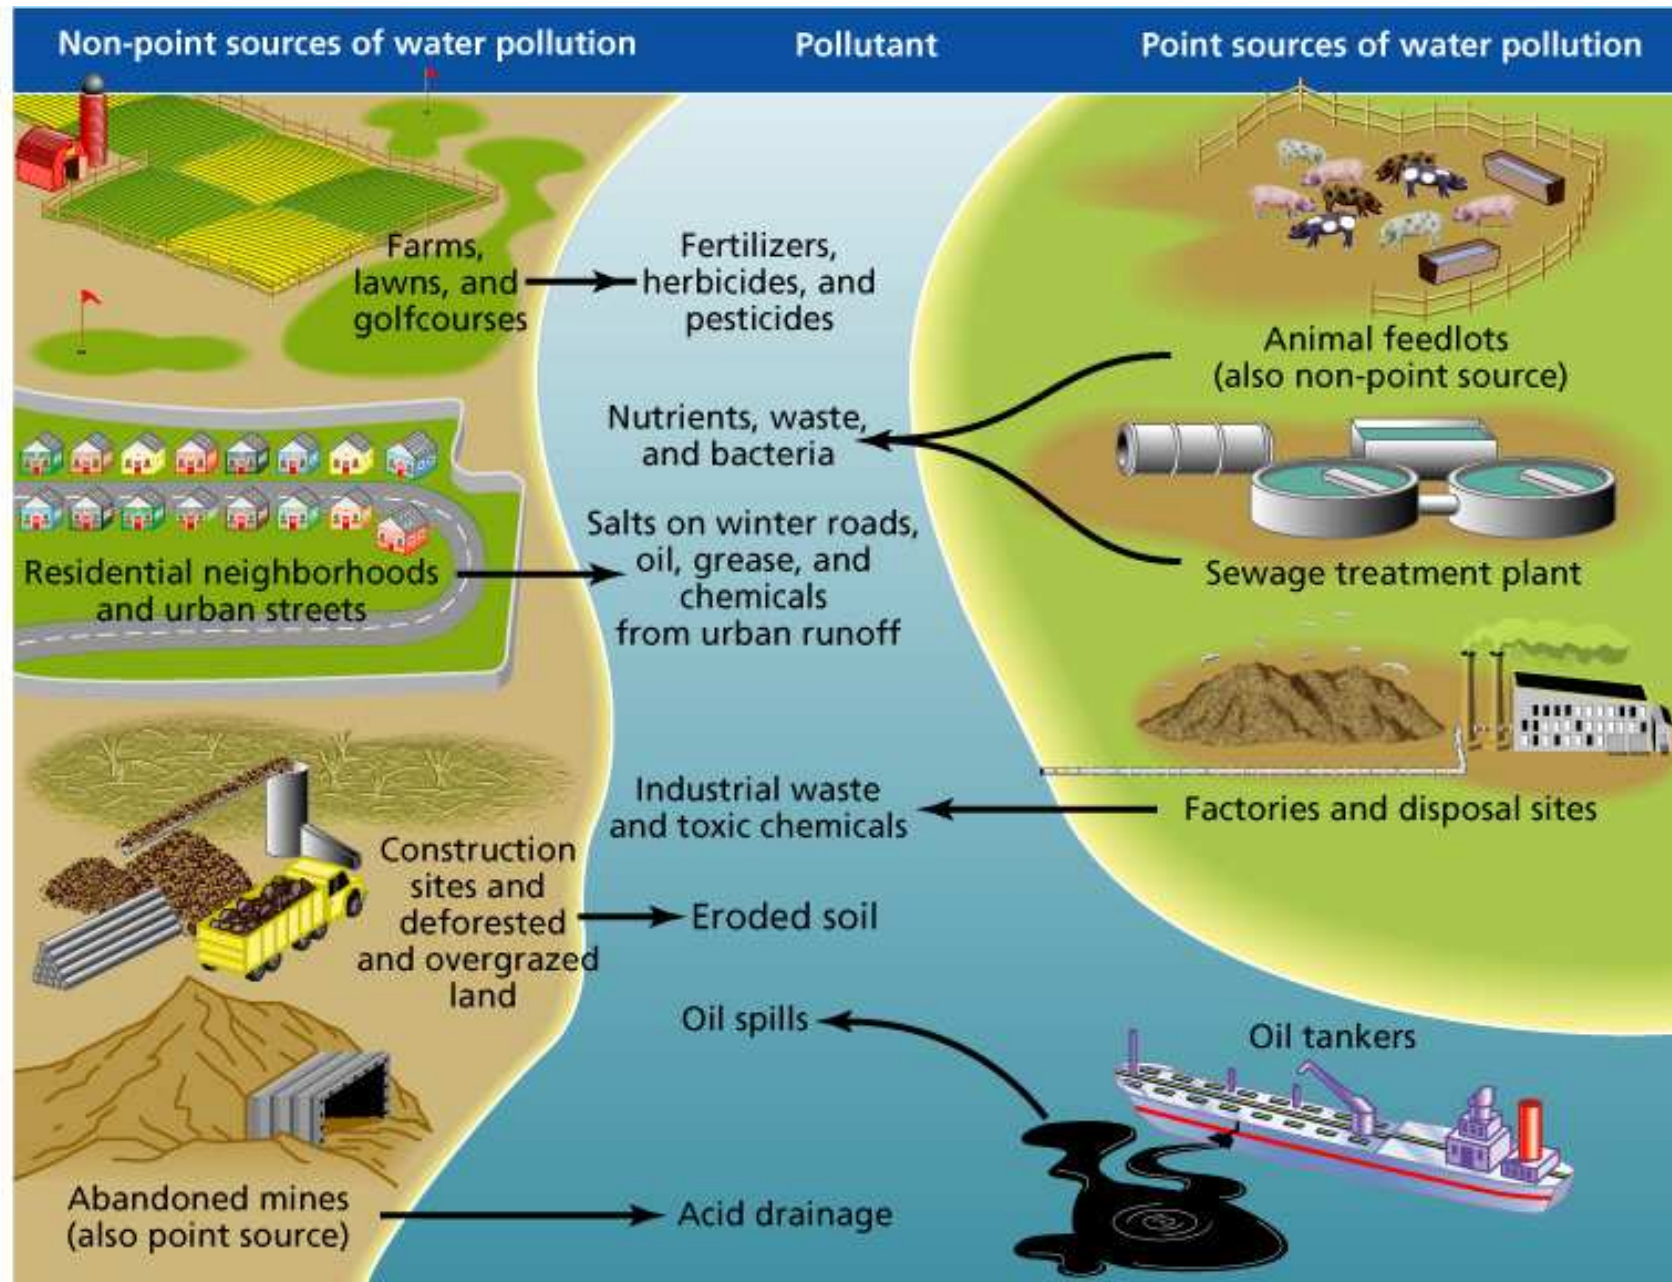 Non-point sources of water pollution
Pollutant
Point sources of water pollution
Farms,
lawns, and
golfcourses
Fertilizers,
herbicides, and
pesticides
Animal feedlots
(also non-point source)
Nutrients, waste,
and bacteria
Sewage treatment plant
Residential neighborhoods
and urban streets
Salts on winter roads,
oil, grease, and
chemicals
from urban runoff
Industrial waste
and toxic chemicals
Factories and disposal sites
Construction
sites and
deforested
and overgrazed
land
Eroded soil
Oil spills
Oil tankers
Abandoned mines
(also point source)
Acid drainage